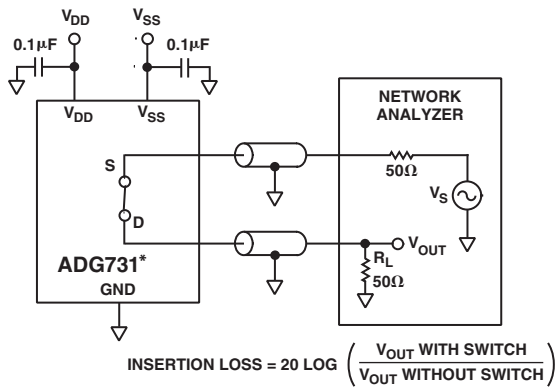 V_DD
V_SS
0.1μF
0.1μF
V_DD
V_SS
NETWORK
ANALYZER
S
50Ω
V_S
D
V_OUT
R_L
50Ω
ADG731*
GND
INSERTION LOSS = 20 LOG (V_OUT WITH SWITCH / V_OUT WITHOUT SWITCH)